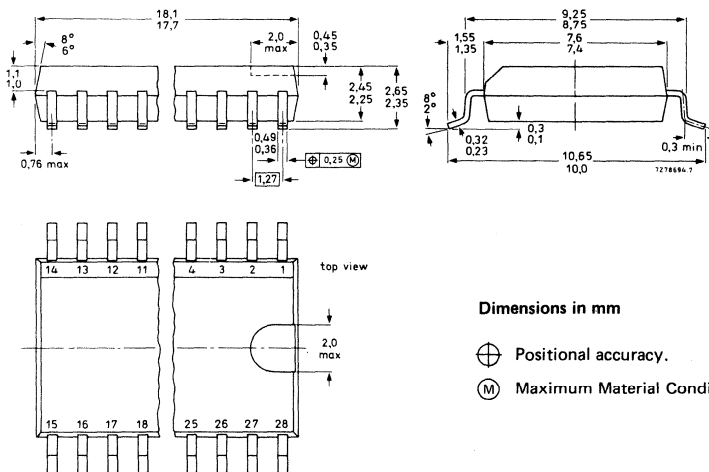 18,1
17,7
8°
6°
2,0
max
0,45
0,35
1,1
1,0
2,45
2,25
2,65
2,35
0,76 max
0,49
0,36
0,25 M
1,27
9,25
8,75
1,55
1,35
7,6
7,4
8°
2°
0,32
0,23
0,3
0,1
0,3 min
10,65
10,0
7278694.7
14 13 12 11 4 3 2 1
top view
2,0
max
15 16 17 18 25 26 27 28
Dimensions in mm
Positional accuracy.
M Maximum Material Condi